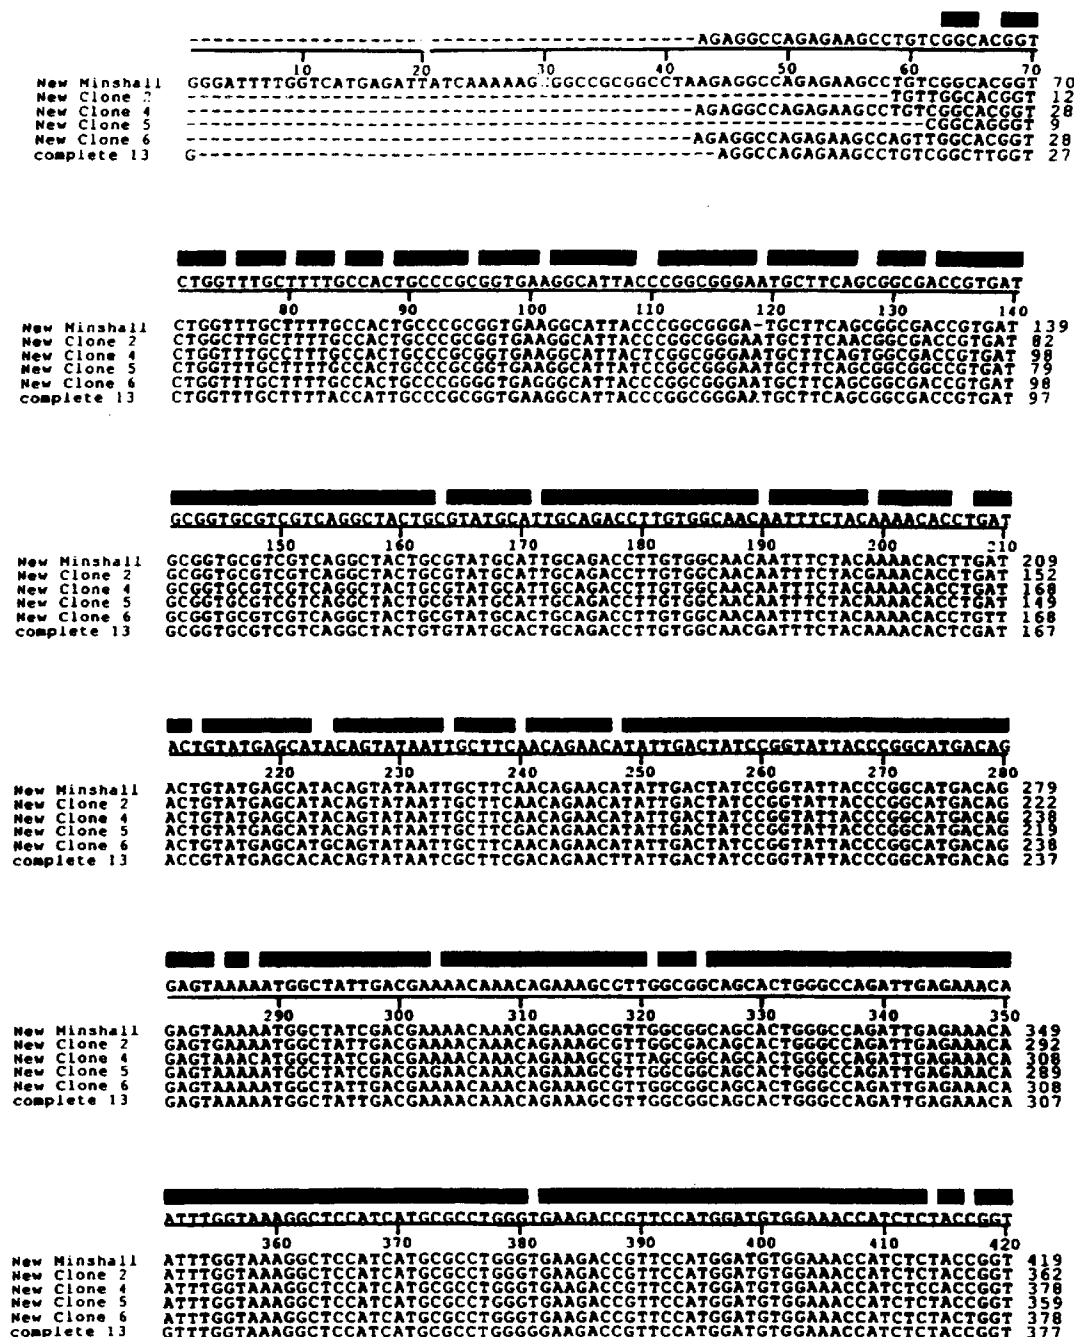 ------------------------------------------AGAGGCCAGAGAAGCCTGTCGGCACGGT
10 20 30 40 50 60 70
New Minshall GGGATTTTGGTCATGAGATTATCAAAAAG GGCCGCGGCCTAAGAGGCCAGAGAAGCCTGTCGGCACGGT 70
New Clone 2 ----------------------------------------------------------TGTTGGCACGGT 12
New Clone 4 ------------------------------------------AGAGGCCAGAGAAGCCTGTCGGCACGGT 28
New Clone 5 -------------------------------------------------------------CGGCAGGGT 9
New Clone 6 ------------------------------------------AGAGGCCAGAGAAGCCAGTTGGCACGGT 28
complete 13 G-------------------------------------------AGGCCAGAGAAGCCTGTCGGCTTGGT 27
CTGGTTTGCTTTTGCCACTGCCCGCGGTGAAGGCATTACCCGGCGGGAATGCTTCAGCGGCGACCGTGAT
80 90 100 110 120 130 140
New Minshall CTGGTTTGCTTTTGCCACTGCCCGCGGTGAAGGCATTACCCGGCGGGA-TGCTTCAGCGGCGACCGTGAT 139
New Clone 2 CTGGCTTGCTTTTGCCACTGCCCGCGGTGAAGGCATTACCCGGCGGGAATGCTTCAACGGCGACCGTGAT 82
New Clone 4 CTGGTTTGCCTTTGCCACTGCCCGCGGTGAAGGCATTACTCGGCGGGAATGCTTCAGTGGCGACCGTGAT 98
New Clone 5 CTGGTTTGCTTTTGCCACTGCCCGCGGTGAAGGCATTATCCGGCGGGAATGCTTCAGCGGCGGCCGTGAT 79
New Clone 6 CTGGTTTGCTTTTGCCACTGCCCGGGGTGAGGGCATTACCCGGCGGGAATGCTTCAGCGGCGACCGTGAT 98
complete 13 CTGGTTTGCTTTTACCATTGCCCGCGGTGAAGGCATTACCCGGCGGGAATGCTTCAGCGGCGACCGTGAT 97
GCGGTGCGTCGTCAGGCTACTGCGTATGCATTGCAGACCTTGTGGCAACAATTTCTACAAAACACCTGAT
150 160 170 180 190 200 210
New Minshall GCGGTGCGTCGTCAGGCTACTGCGTATGCATTGCAGACCTTGTGGCAACAATTTCTACAAAACACTTGAT 209
New Clone 2 GCGGTGCGTCGTCAGGCTACTGCGTATGCATTGCAGACCTTGTGGCAACAATTTCTACGAAACACCTGAT 152
New Clone 4 GCGGTGCGTCGTCAGGCTACTGCGTATGCATTGCAGACCTTGTGGCAACAATTTCTACAAAACACCTGAT 168
New Clone 5 GCGGTGCGTCGTCAGGCTACTGCGTATGCATTGCAGACCTTGTGGCAACAATTTCTACAAAACACCTGAT 149
New Clone 6 GCGGTGCGTCGTCAGGCTACTGCGTATGCATTGCAGACCTTGTGGCAACAATTTCTACAAAACACCTGTT 168
complete 13 GCGGTGCGTCGTCAGGCTACTGTGTATGCACTGCAGACCTTGTGGCAACGATTTCTACAAAACACTCGAT 167
ACTGTATGAGCATACAGTATAATTGCTTCAACAGAACATATTGACTATCCGGTATTACCCGGCATGACAG
220 230 240 250 260 270 280
New Minshall ACTGTATGAGCATACAGTATAATTGCTTCAACAGAACATATTGACTATCCGGTATTACCCGGCATGACAG 279
New Clone 2 ACTGTATGAGCATACAGTATAATTGCTTCAACAGAACATATTGACTATCCGGTATTACCCGGCATGACAG 222
New Clone 4 ACTGTATGAGCATACAGTATAATTGCTTCAACAGAACATATTGACTATCCGGTATTACCCGGCATGACAG 238
New Clone 5 ACTGTATGAGCATACAGTATAATTGCTTCGACAGAACATATTGACTATCCGGTATTACCCGGCATGACAG 219
New Clone 6 ACTGTATGAGCATGCAGTATAATTGCTTCAACAGAACATATTGACTATCCGGTATTACCCGGCATGACAG 238
complete 13 ACCGTATGAGCACACAGTATAATCGCTTCGACAGAACTTATTGACTATCCGGTATTACCCGGCATGACAG 237
GAGTAAAAATGGCTATTGACGAAAACAAACAGAAAGCGTTGGCGGCAGCACTGGGCCAGATTGAGAAACA
290 300 310 320 330 340 350
New Minshall GAGTAAAAATGGCTATCGACGAAAACAAACAGAAAGCGTTGGCGGCAGCACTGGGCCAGATTGAGAAACA 349
New Clone 2 GAGTGAAAATGGCTATTGACGAAAACAAACAGAAAGCGTTGGCGACAGCACTGGGCCAGATTGAGAAACA 292
New Clone 4 GAGTAAACATGGCTATCGACGAAAACAAACAGAAAGCGTTAGCGGCAGCACTGGGCCAGATTGAGAAACA 308
New Clone 5 GAGTAAAAATGGCTATCGACGAGAACAAACAGAAAGCGTTGGCGGCAGCACTGGGCCAGATTGAGAAACA 289
New Clone 6 GAGTAAAAATGGCTATTGACGAAAACAAACAGAAAGCGTTGGCGGCAGCACTGGGCCAGATTGAGAAACA 308
complete 13 GAGTAAAAATGGCTATTGACGAAAACAAACAGAAAGCGTTGGCGGCAGCACTGGGCCAGATTGAGAAACA 307
ATTTGGTAAAGGCTCCATCATGCGCCTGGGTGAAGACCGTTCCATGGATGTGGAAACCATCTCTACCGGT
360 370 380 390 400 410 420
New Minshall ATTTGGTAAAGGCTCCATCATGCGCCTGGGTGAAGACCGTTCCATGGATGTGGAAACCATCTCTACCGGT 419
New Clone 2 ATTTGGTAAAGGCTCCATCATGCGCCTGGGTGAAGACCGTTCCATGGATGTGGAAACCATCTCTACCGGT 362
New Clone 4 ATTTGGTAAAGGCTCCATCATGCGCCTGGGTGAAGACCGTTCCATGGATGTGGAAACCATCTCCACCGGT 378
New Clone 5 ATTTGGTAAAGGCTCCATCATGCGCCTGGGTGAAGACCGTTCCATGGATGTGGAAACCATCTCTACCGGT 359
New Clone 6 ATTTGGTAAAGGCTCCATCATGCGCCTGGGTGAAGACCGTTCCATGGATGTGGAAACCATCTCTACTGGT 378
complete 13 GTTTGGTAAAGGCTCCATCATGCGCCTGGGGGAAGACCGTTCCATGGATGTGGAAACCATCTCTACCGGT 377